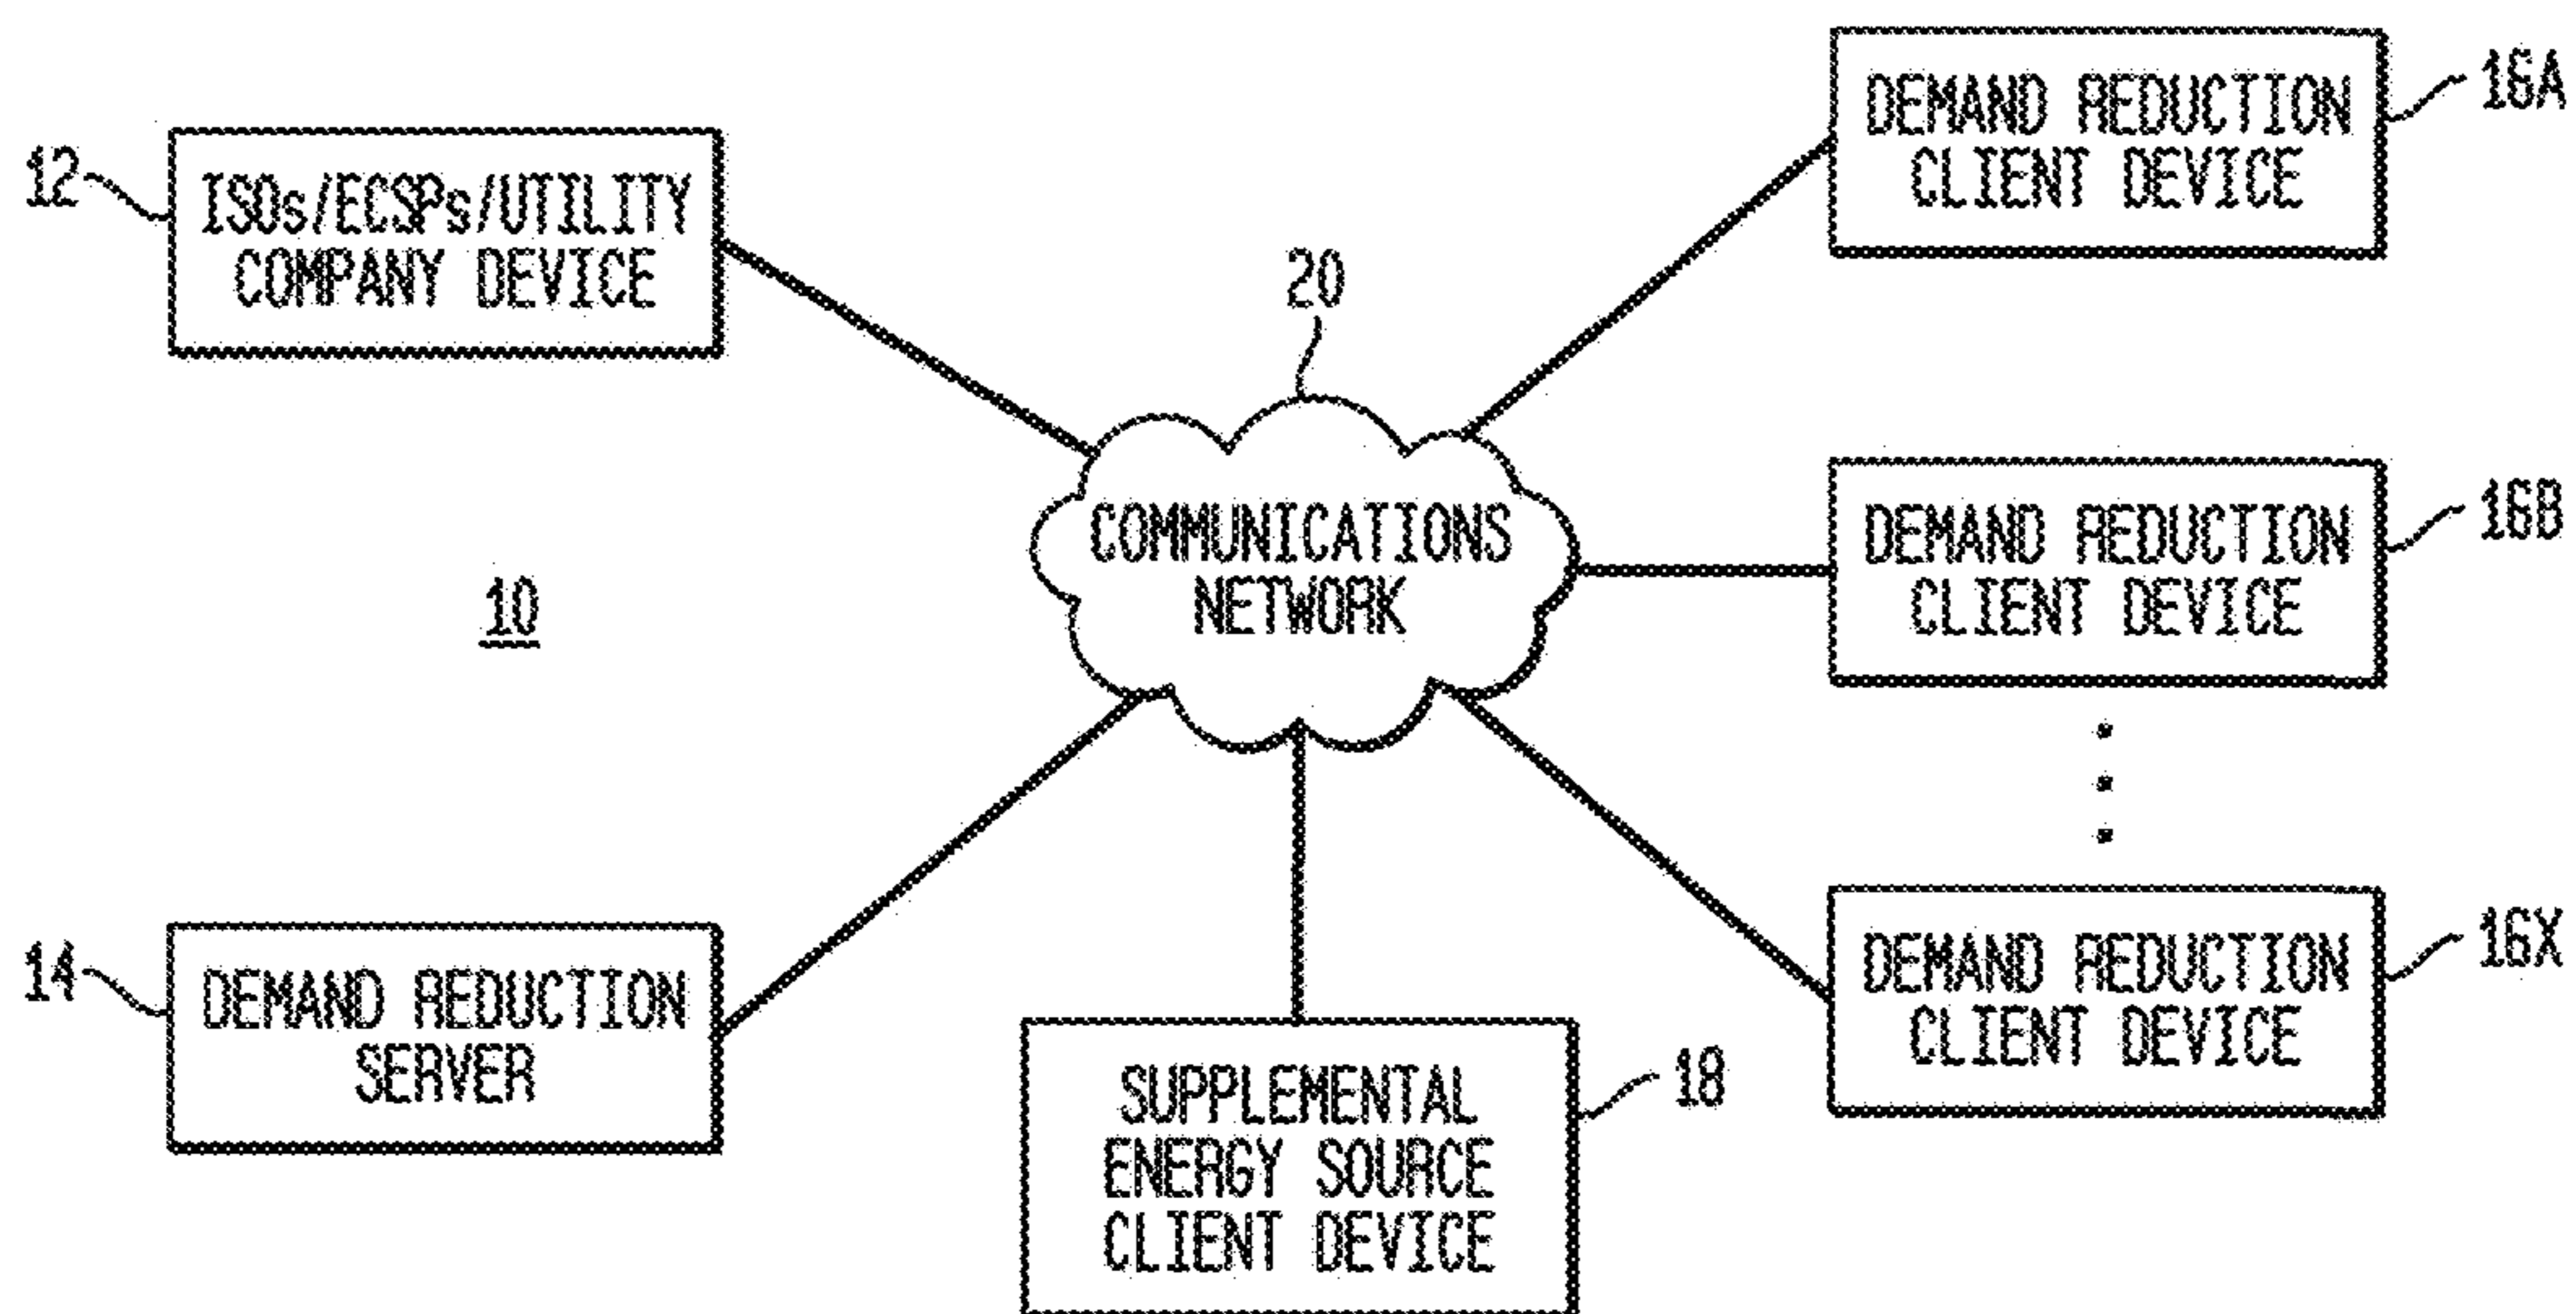 16A
DEMAND REDUCTION
CLIENT DEVICE
12
ISOs/ECSPs/UTILITY
COMPANY DEVICE
20
16B
DEMAND REDUCTION
CLIENT DEVICE
COMMUNICATIONS
NETWORK
10
16X
DEMAND REDUCTION
CLIENT DEVICE
14
DEMAND REDUCTION
SERVER
18
SUPPLEMENTAL
ENERGY SOURCE
CLIENT DEVICE